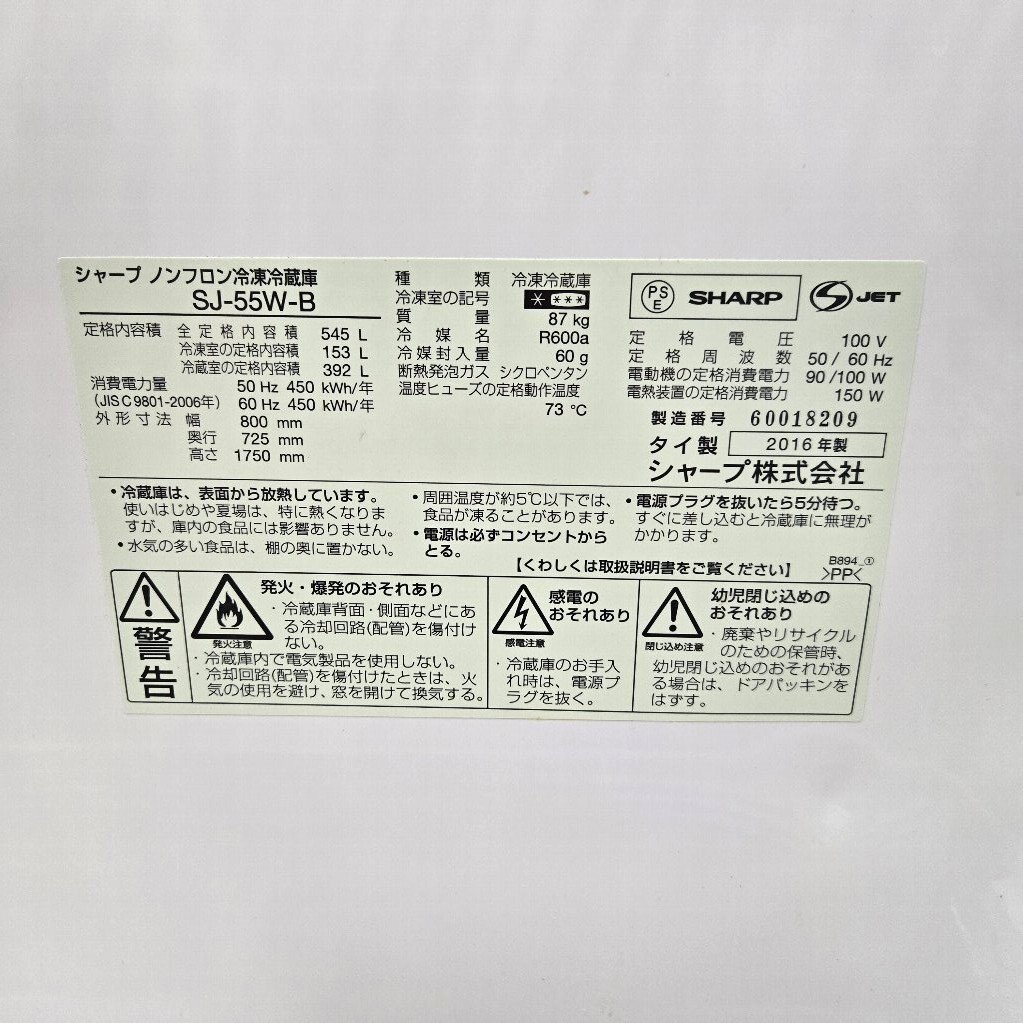 シャープ ノンフロン冷凍冷蔵庫
SJ-55W-B
定格内容積 全定格内容積 545 L
冷凍室の定格内容積 153 L
冷蔵室の定格内容積 392 L
消費電力量 50 Hz 450 kWh/年
(JIS C 9801-2006年) 60 Hz 450 kWh/年
外形寸法 幅 800 mm
奥行 725 mm
高さ 1750 mm
種類 冷凍冷蔵庫
冷凍室の記号 * ***
質量 87 kg
冷媒名 R600a
冷媒封入量 60 g
断熱発泡ガス シクロペンタン
温度ヒューズの定格動作温度
73 ℃
PSE SHARP S JET
定格電圧 100 V
定格周波数 50/60 Hz
電動機の定格消費電力 90/100 W
電熱装置の定格消費電力 150 W
製造番号 60018209
タイ製 2016年製
シャープ株式会社
・冷蔵庫は、表面から放熱しています。
使いはじめや夏場は、特に熱くなりま
すが、庫内の食品には影響ありません。
・水気の多い食品は、棚の奥に置かない。
・周囲温度が約5℃以下では、
食品が凍ることがあります。
・電源は必ずコンセントから
とる。
・電源プラグを抜いたら5分待つ。
すぐに差し込むと冷蔵庫に無理が
かかります。
【くわしくは取扱説明書をご覧ください】
B894 ①
>PP<
警告
発火注意
発火・爆発のおそれあり
・冷蔵庫背面・側面などにあ
る冷却回路(配管)を傷付け
ない。
・冷蔵庫内で電気製品を使用しない。
・冷却回路(配管)を傷付けたときは、火
気の使用を避け、窓を開けて換気する。
感電注意
感電の
おそれあり
・冷蔵庫のお手入
れ時は、電源プ
ラグを抜く。
閉じ込め注意
幼児閉じ込めの
おそれあり
・廃棄やリサイクル
のための保管時、
幼児閉じ込めのおそれがあ
る場合は、ドアパッキンを
はずす。